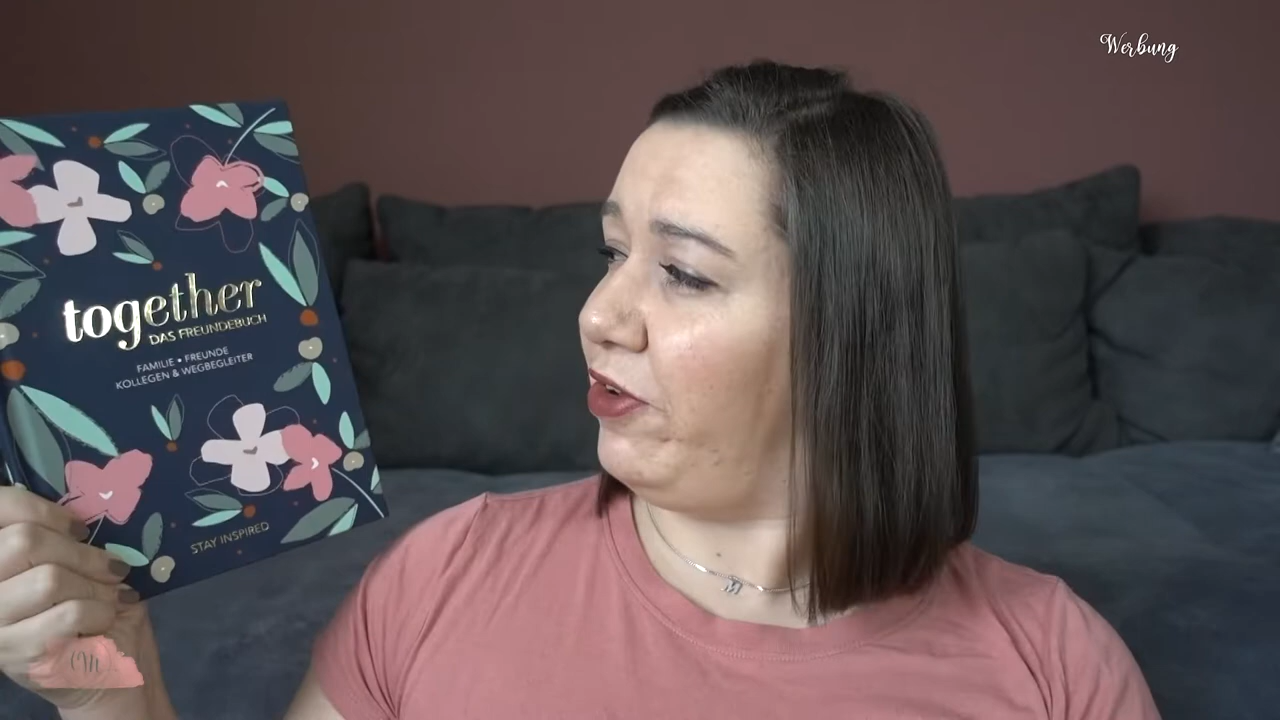 Werbung
together
DAS FREUNDEBUCH
FAMILIE • FREUNDE
KOLLEGEN & WEGBEGLEITER
STAY INSPIRED
M
(M)